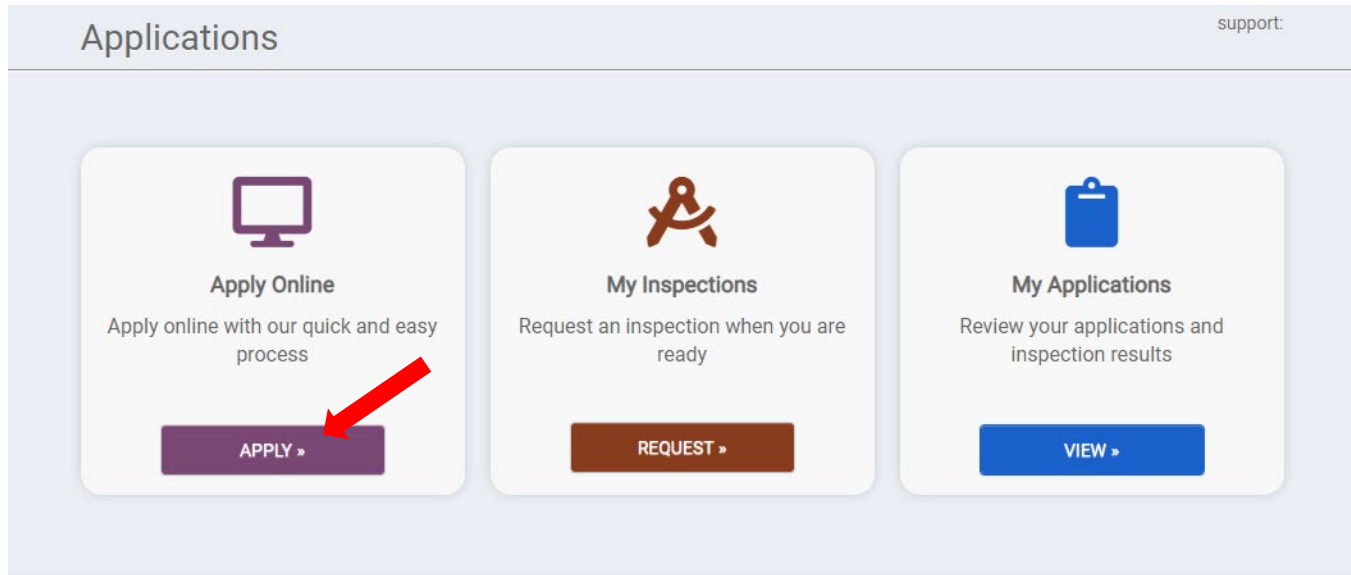 Applications
support:
Apply Online
Apply online with our quick and easy
process
APPLY »
My Inspections
Request an inspection when you are
ready
REQUEST »
My Applications
Review your applications and
inspection results
VIEW »